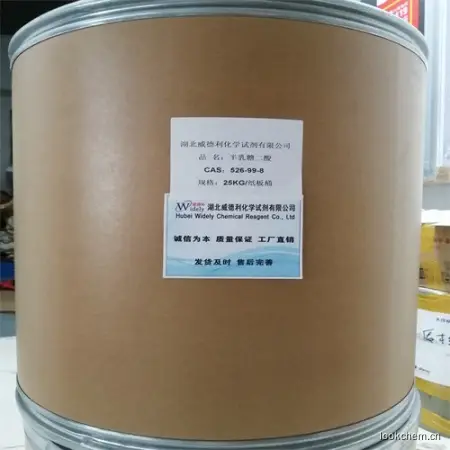 湖北威德利化学试剂有限公司
品 名: 半乳糖二酸
CAS: 526-99-8
规格: 25KG/纸板桶
Widely
湖北威德利化学试剂有限公司
Hubei Widely Chemical Reagent Co., Ltd
诚信为本 质量保证 工厂直销
发货及时 售后完善
lookchem.cn